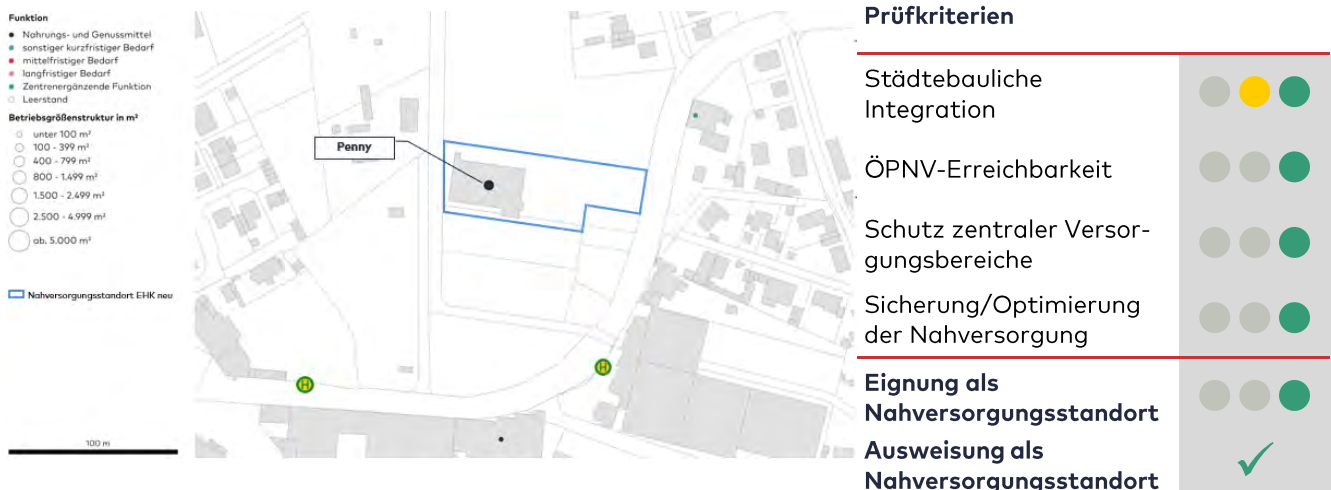 Funktion
Nahrungs- und Genussmittel
sonstiger kurzfristiger Bedarf
mittelfristiger Bedarf
langfristiger Bedarf
Zentrenergänzende Funktion
Leerstand
Betriebsgrößenstruktur in m²
unter 100 m²
100 - 399 m²
400 - 799 m²
800 - 1.499 m²
1.500 - 2.499 m²
2.500 - 4.999 m²
ab. 5.000 m²
Nahversorgungsstandort EHK neu
100 m
Penny
H
H
Prüfkriterien
Städtebauliche
Integration
ÖPNV-Erreichbarkeit
Schutz zentraler Versor-
gungsbereiche
Sicherung/Optimierung
der Nahversorgung
Eignung als
Nahversorgungsstandort
Ausweisung als
Nahversorgungsstandort